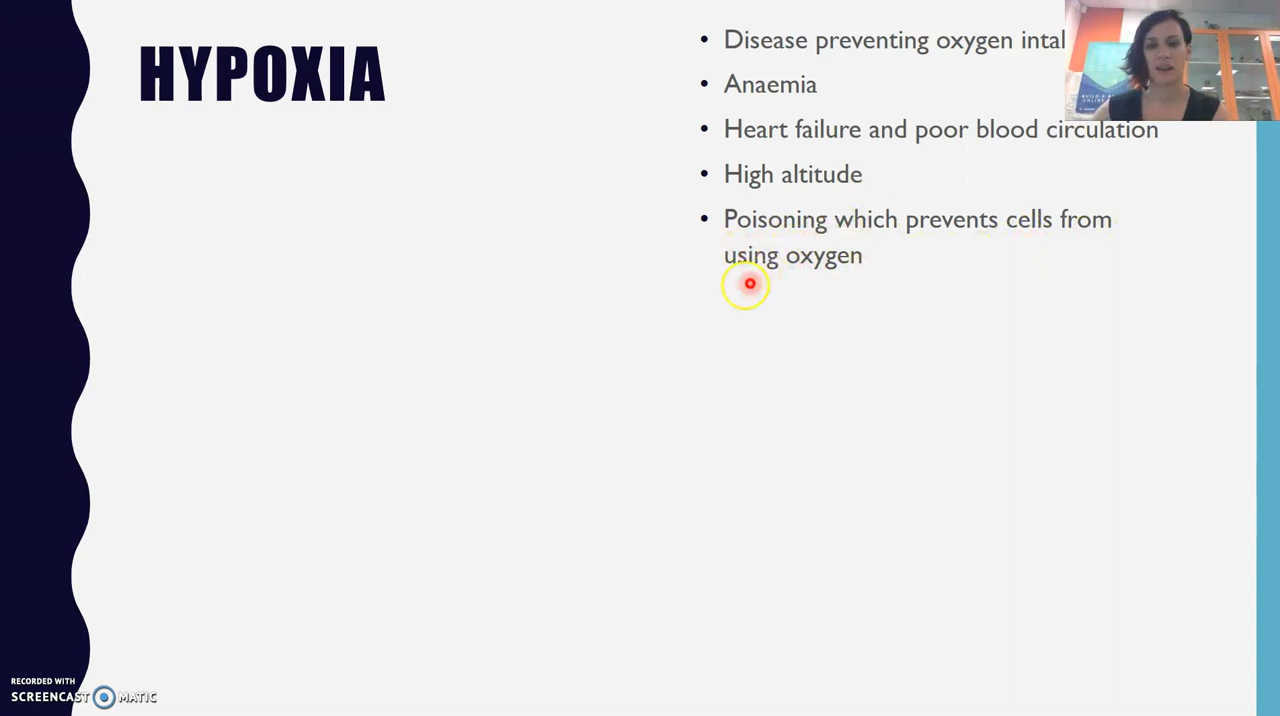 HYPOXIA
• Disease preventing oxygen
• Anaemia
• Heart failure and poor blood circulation
• High altitude
• Poisoning which prevents cells from
using oxygen
RECORDED WITH
SCREENCAST MATIC